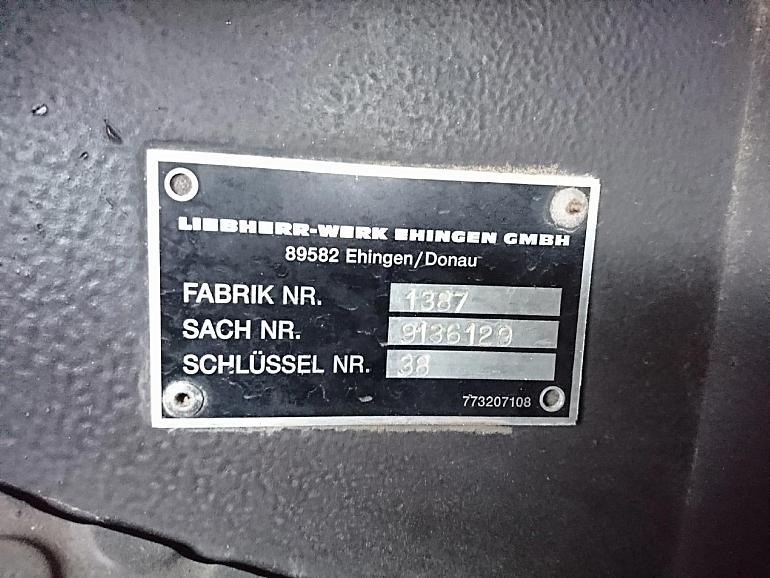 LIEBHERR-WERK EHINGEN GMBH
89582 Ehingen/Donau
FABRIK NR. 1387
SACH NR. 9136129
SCHLÜSSEL NR. 38
773207108